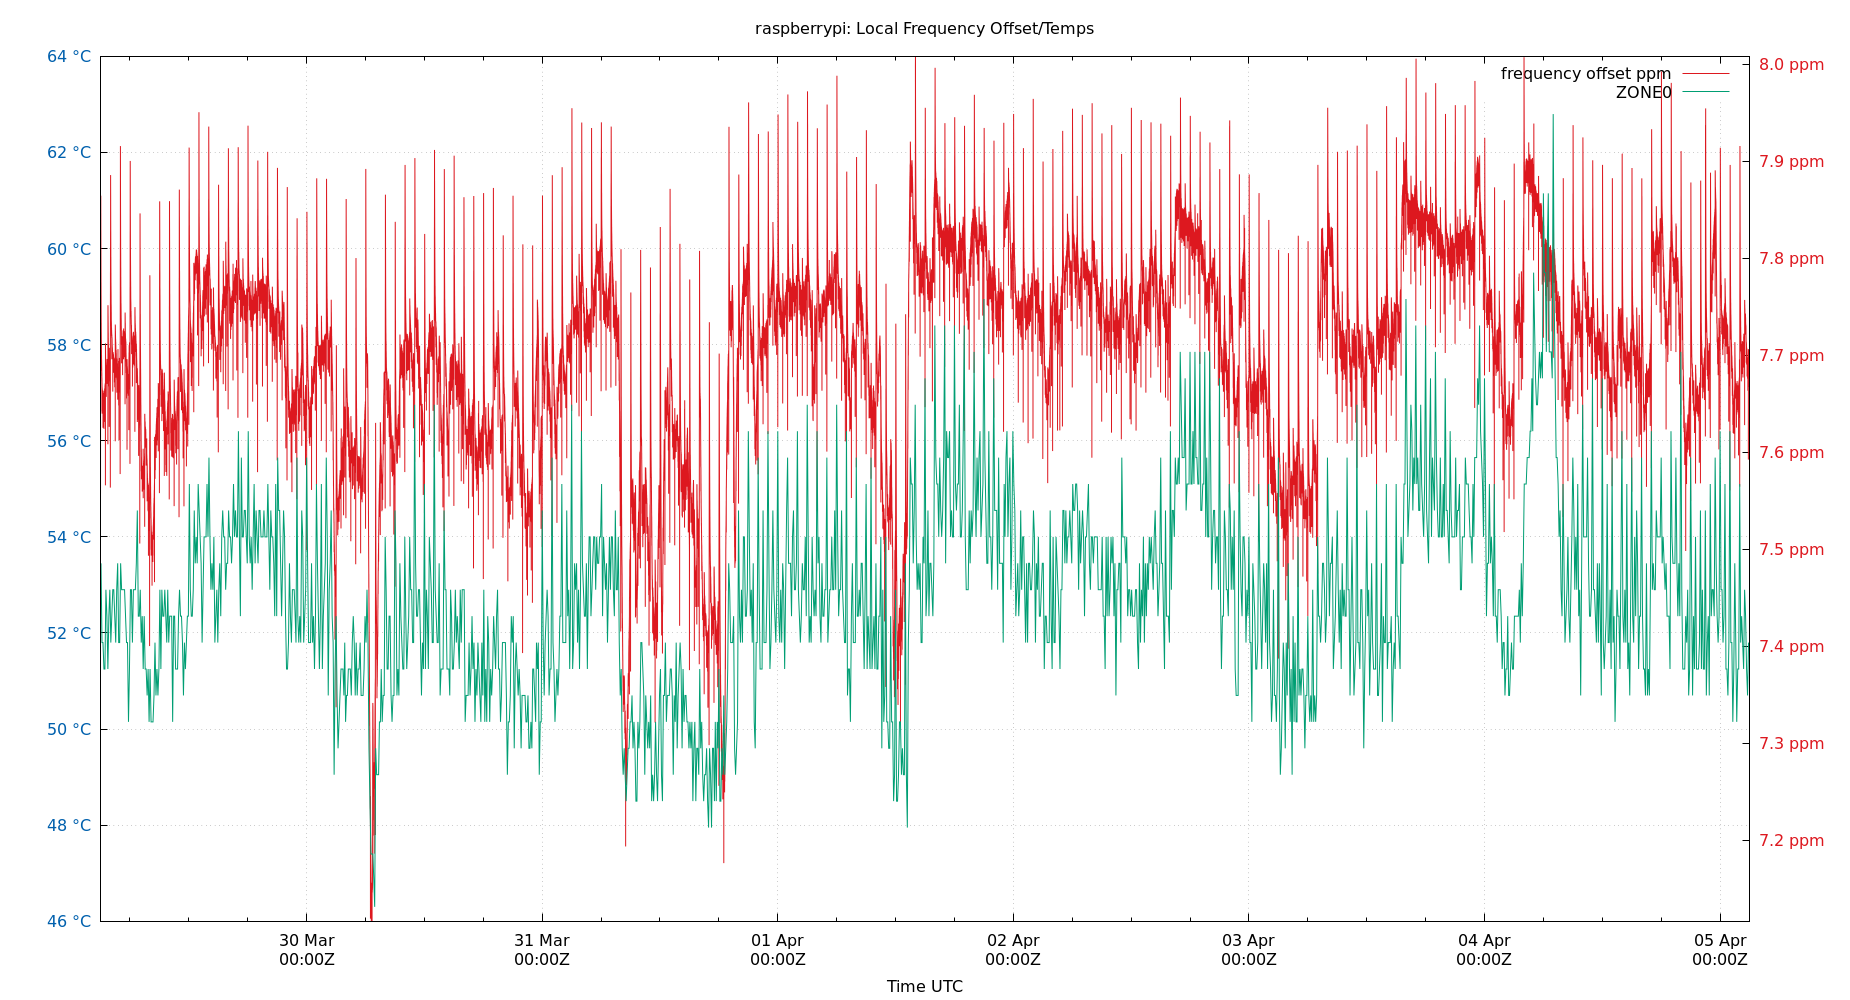 raspberrypi: Local Frequency Offset/Temps
64 °C
62 °C
60 °C
58 °C
56 °C
54 °C
52 °C
50 °C
48 °C
46 °C
8.0 ppm
7.9 ppm
7.8 ppm
7.7 ppm
7.6 ppm
7.5 ppm
7.4 ppm
7.3 ppm
7.2 ppm
frequency offset ppm
ZONE0
30 Mar
00:00Z
31 Mar
00:00Z
01 Apr
00:00Z
02 Apr
00:00Z
03 Apr
00:00Z
04 Apr
00:00Z
05 Apr
00:00Z
Time UTC